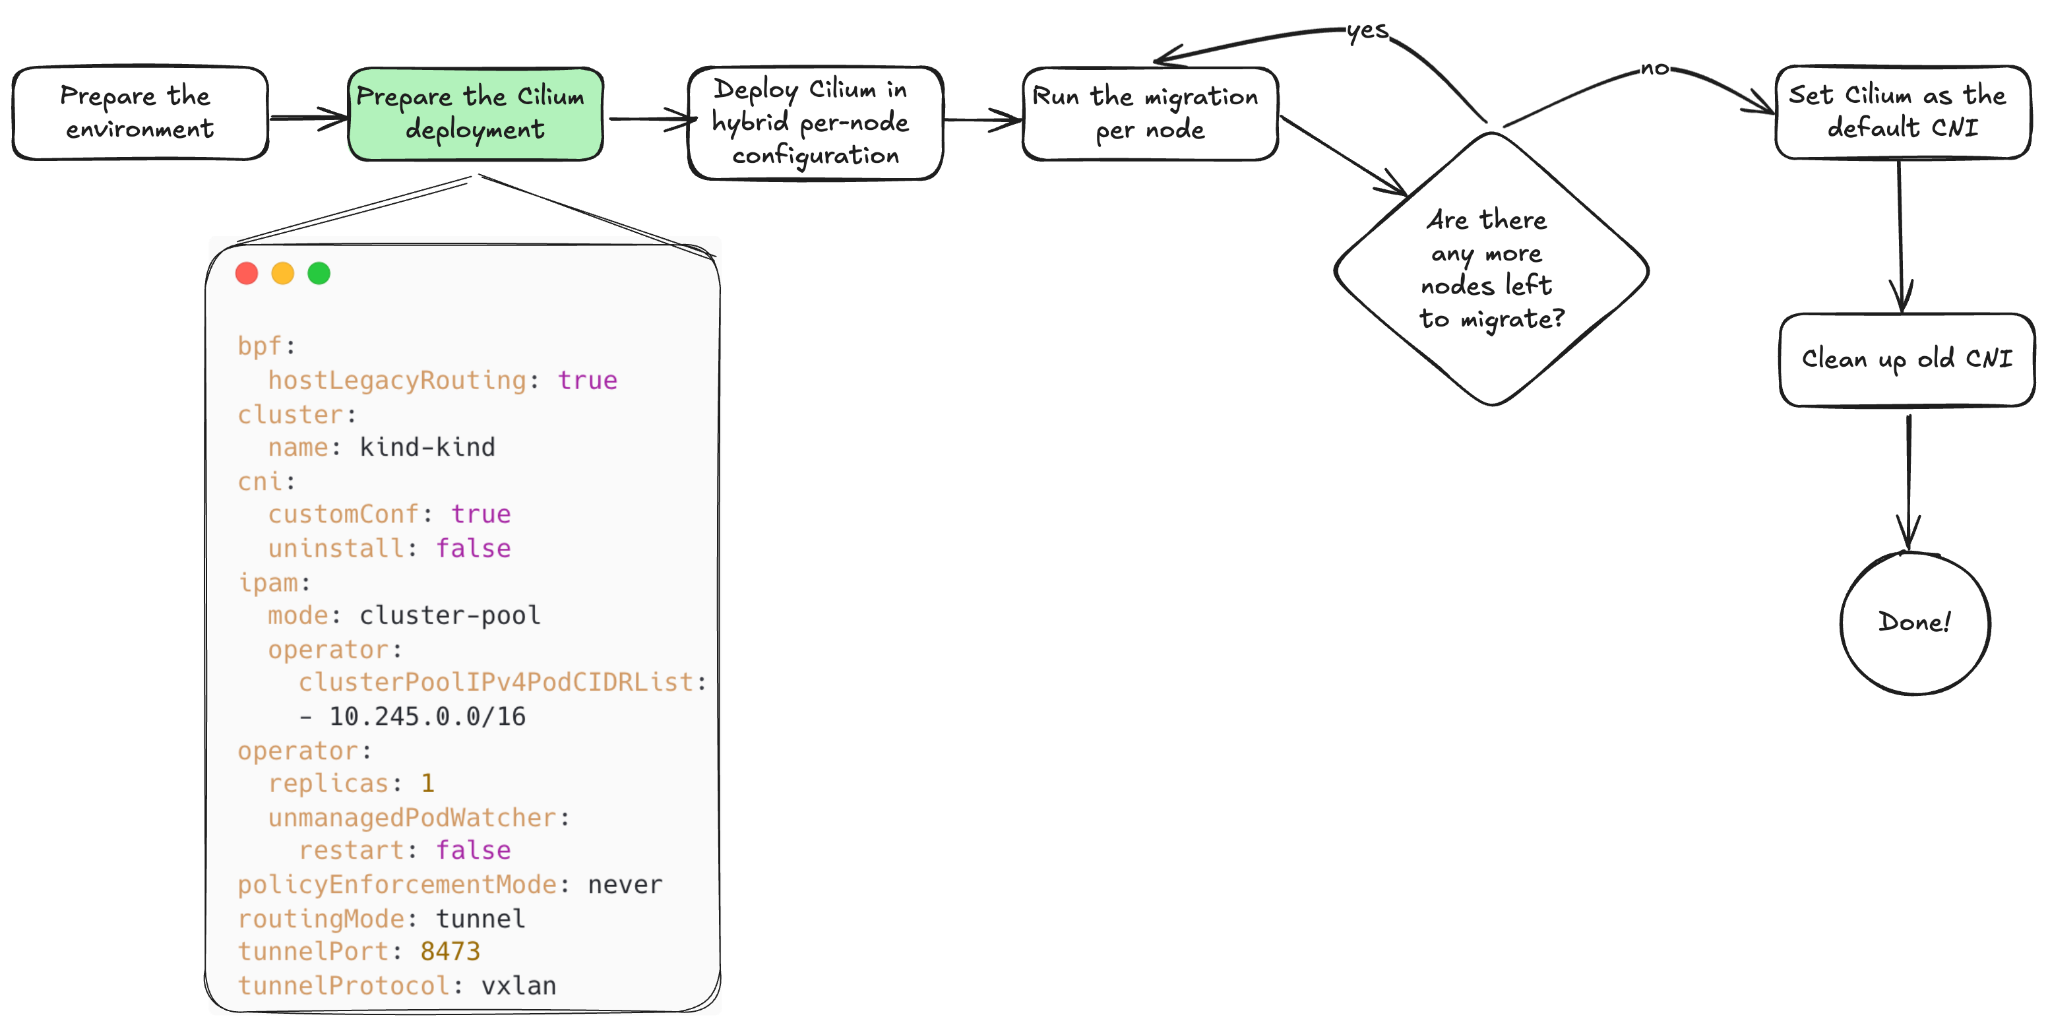 Prepare the
environment
Prepare the Cilium
deployment
Deploy Cilium in
hybrid per-node
configuration
Run the migration
per node
yes
no
Are there
any more
nodes left
to migrate?
Set Cilium as the
default CNI
Clean up old CNI
Done!
bpf:
  hostLegacyRouting: true
cluster:
  name: kind-kind
cni:
  customConf: true
  uninstall: false
ipam:
  mode: cluster-pool
  operator:
    clusterPoolIPv4PodCIDRList:
    - 10.245.0.0/16
operator:
  replicas: 1
  unmanagedPodWatcher:
    restart: false
policyEnforcementMode: never
routingMode: tunnel
tunnelPort: 8473
tunnelProtocol: vxlan